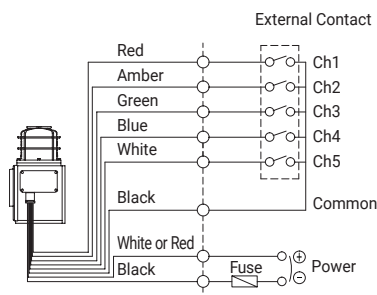 External Contact
Red Ch1
Amber Ch2
Green Ch3
Blue Ch4
White Ch5
Black Common
White or Red
Black Fuse Power